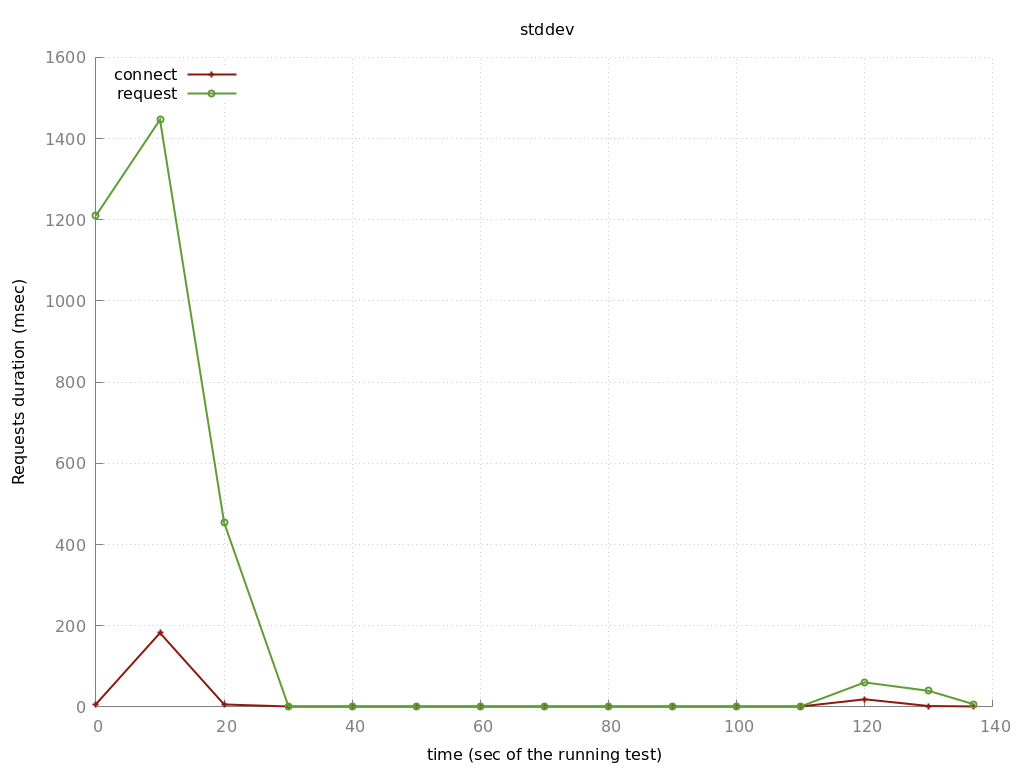 stddev
1600
connect
request
1400
1200
1000
800
600
400
200
0
0 20 40 60 80 100 120 140
Requests duration (msec)
time (sec of the running test)